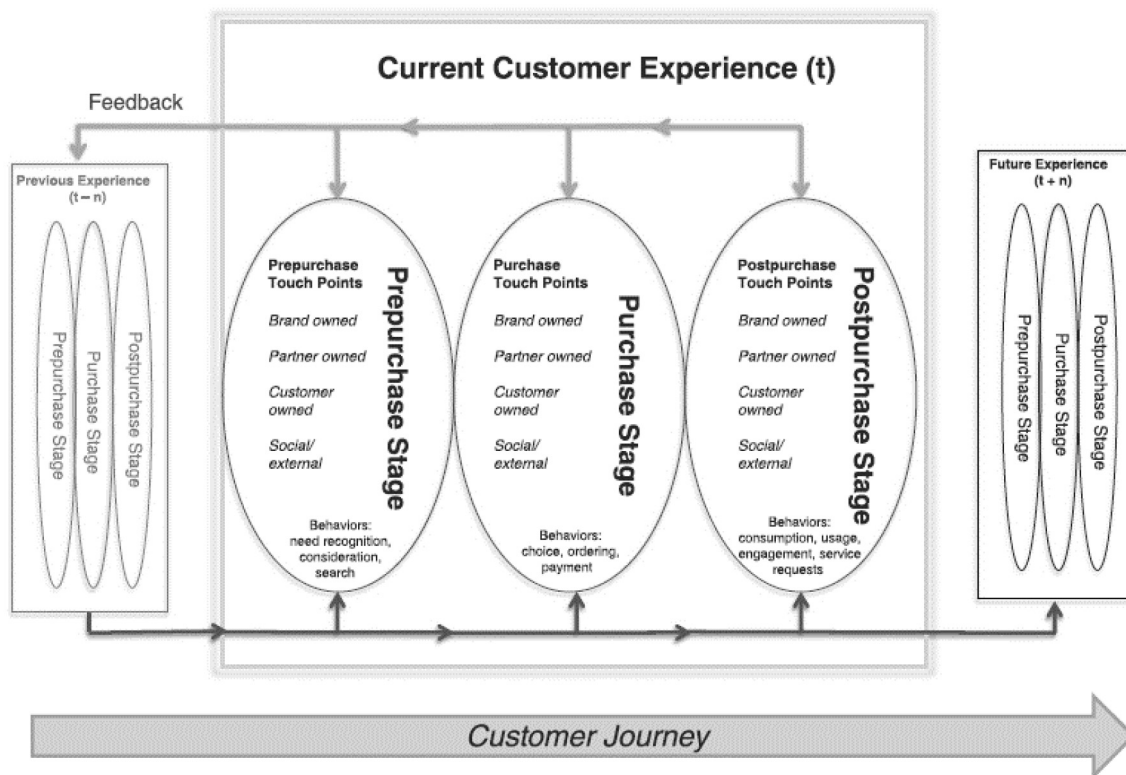 Current Customer Experience (t)
Feedback
Previous Experience
(t – n)
Prepurchase Stage
Purchase Stage
Postpurchase Stage
Prepurchase
Touch Points
Brand owned
Partner owned
Customer
owned
Social/
external
Prepurchase Stage
Behaviors:
need recognition,
consideration,
search
Purchase
Touch Points
Brand owned
Partner owned
Customer
owned
Social/
external
Purchase Stage
Behaviors:
choice, ordering,
payment
Postpurchase
Touch Points
Brand owned
Partner owned
Customer
owned
Social/
external
Postpurchase Stage
Behaviors:
consumption, usage,
engagement, service
requests
Future Experience
(t + n)
Prepurchase Stage
Purchase Stage
Postpurchase Stage
Customer Journey